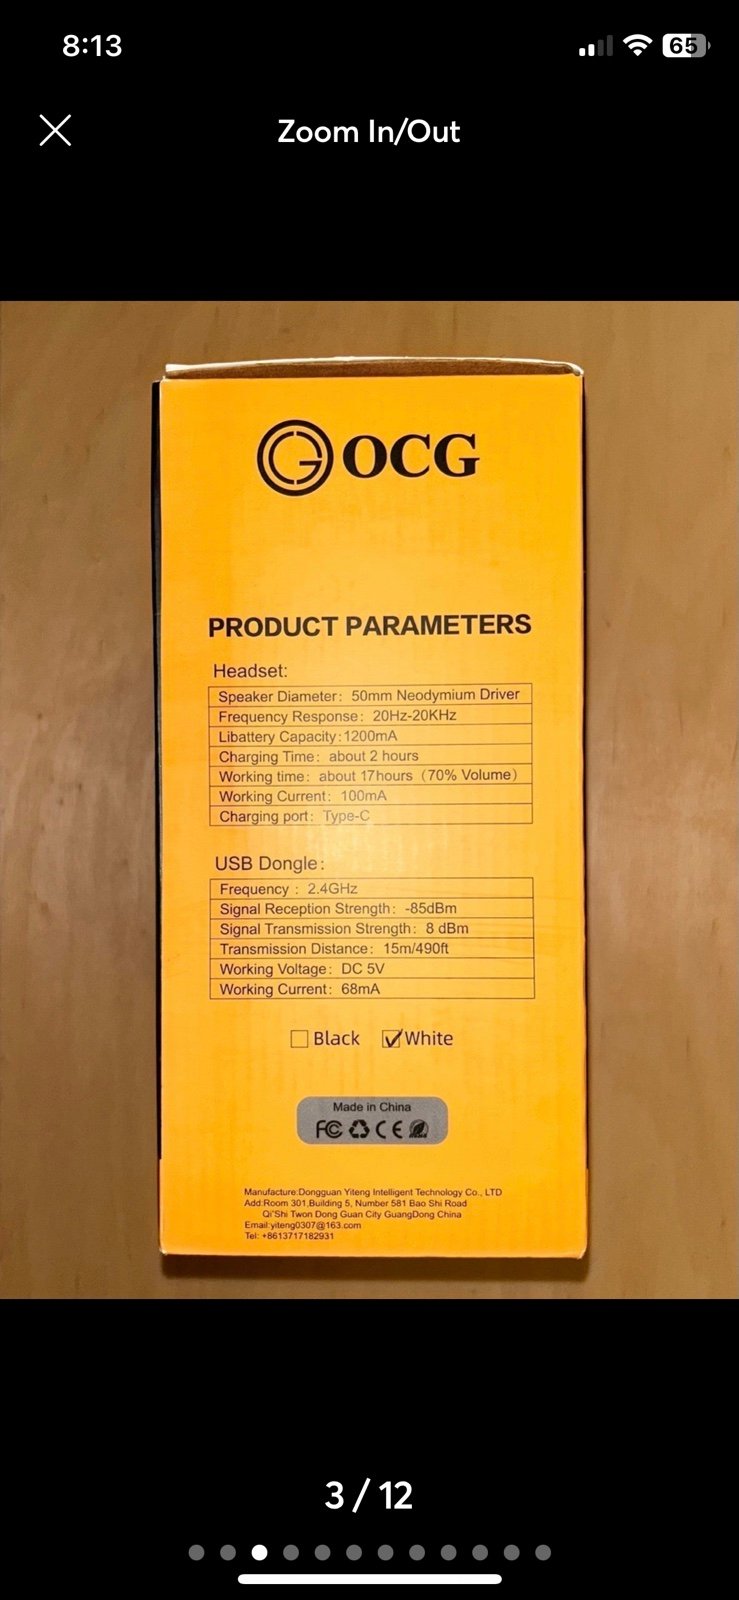 8:13
65
Zoom In/Out
OCG
PRODUCT PARAMETERS
Headset:
Speaker Diameter: 50mm Neodymium Driver
Frequency Response: 20Hz-20KHz
Libattery Capacity:1200mA
Charging Time: about 2 hours
Working time: about 17hours (70% Volume)
Working Current: 100mA
Charging port: Type-C
USB Dongle:
Frequency : 2.4GHz
Signal Reception Strength: -85dBm
Signal Transmission Strength: 8 dBm
Transmission Distance: 15m/490ft
Working Voltage: DC 5V
Working Current: 68mA
Black White
Made in China
FC CE
Manufacture:Dongguan Yiteng Intelligent Technology Co., LTD
Add:Room 301,Building 5, Number 581 Bao Shi Road
Qi'Shi Twon Dong Guan City GuangDong China
Email:yiteng0307@163.com
Tel: +8613717182931
3 / 12